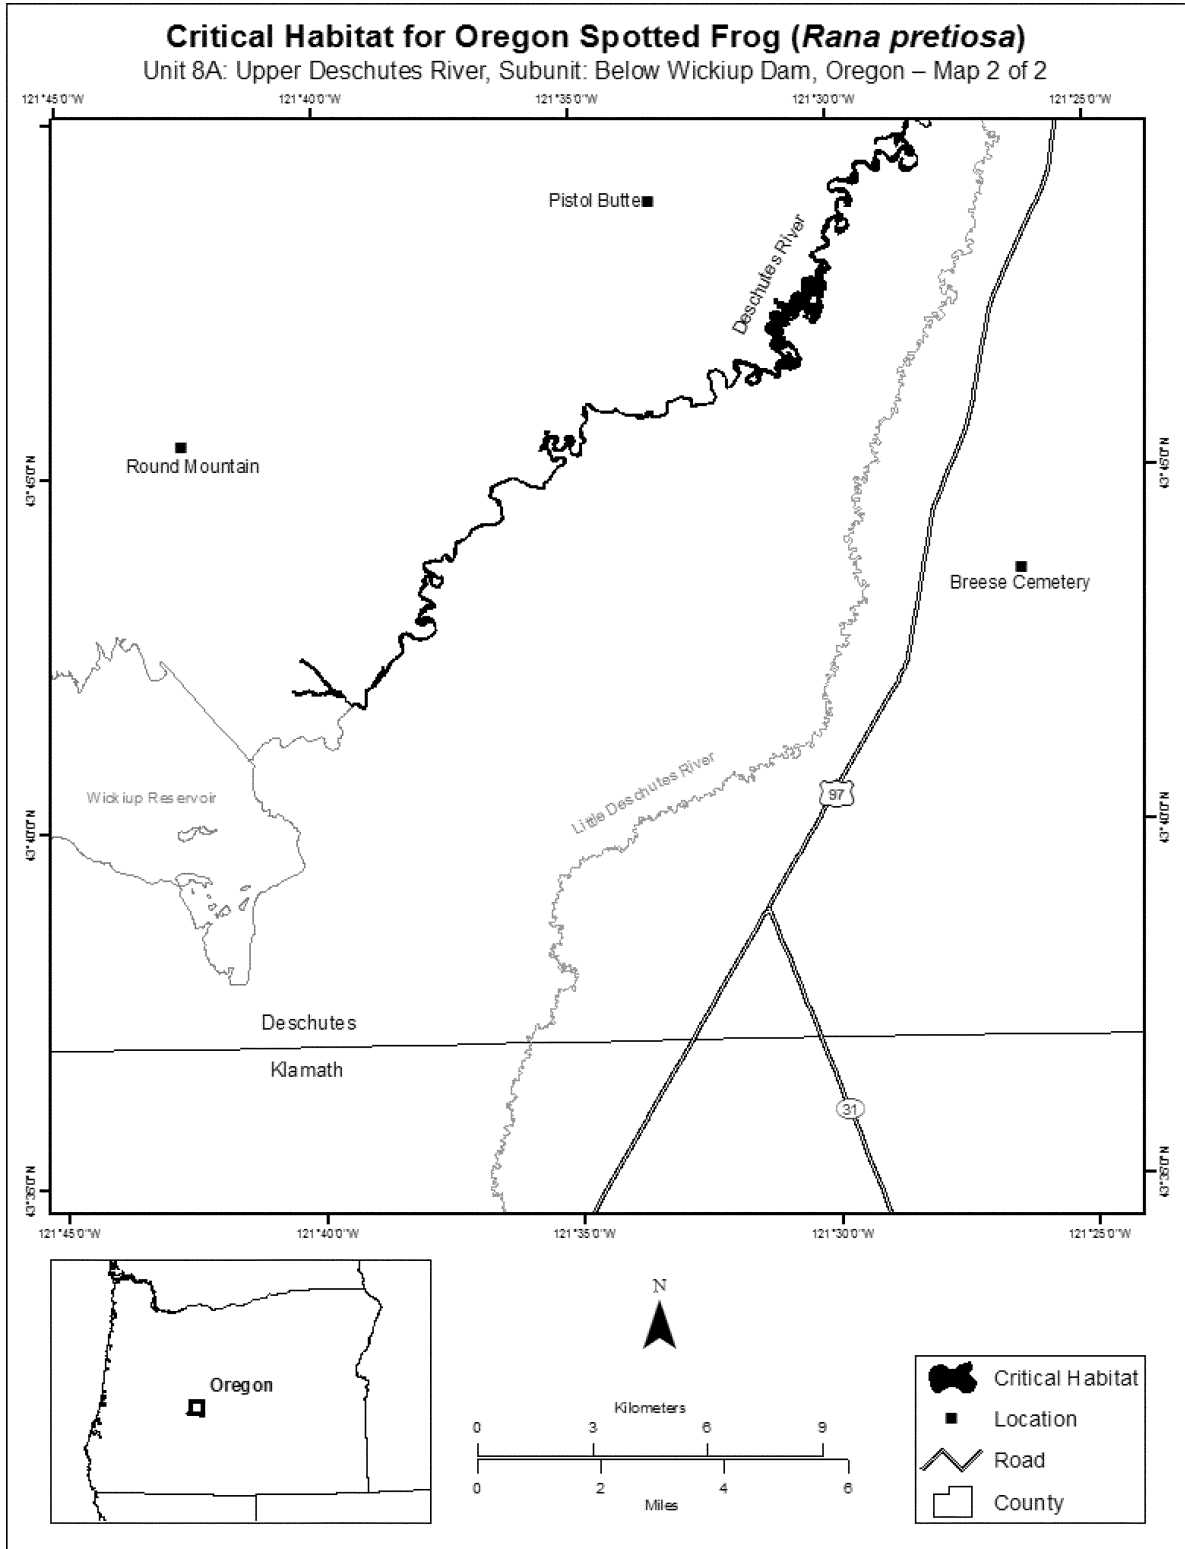 Critical Habitat for Oregon Spotted Frog (Rana pretiosa)
Unit 8A: Upper Deschutes River, Subunit: Below Wickiup Dam, Oregon – Map 2 of 2
121°45'0"W 121°40'0"W 121°35'0"W 121°30'0"W 121°25'0"W
Pistol Butte
Deschutes River
Round Mountain
43°45'0"N 43°45'0"N
Breese Cemetery
Little Deschutes River
Wickiup Reservoir
97
43°40'0"N 43°40'0"N
Deschutes
Klamath
31
43°35'0"N 43°35'0"N
121°45'0"W 121°40'0"W 121°35'0"W 121°30'0"W 121°25'0"W
N
Oregon
Kilometers
0 3 6 9
0 2 4 6
Miles
Critical Habitat
Location
Road
County